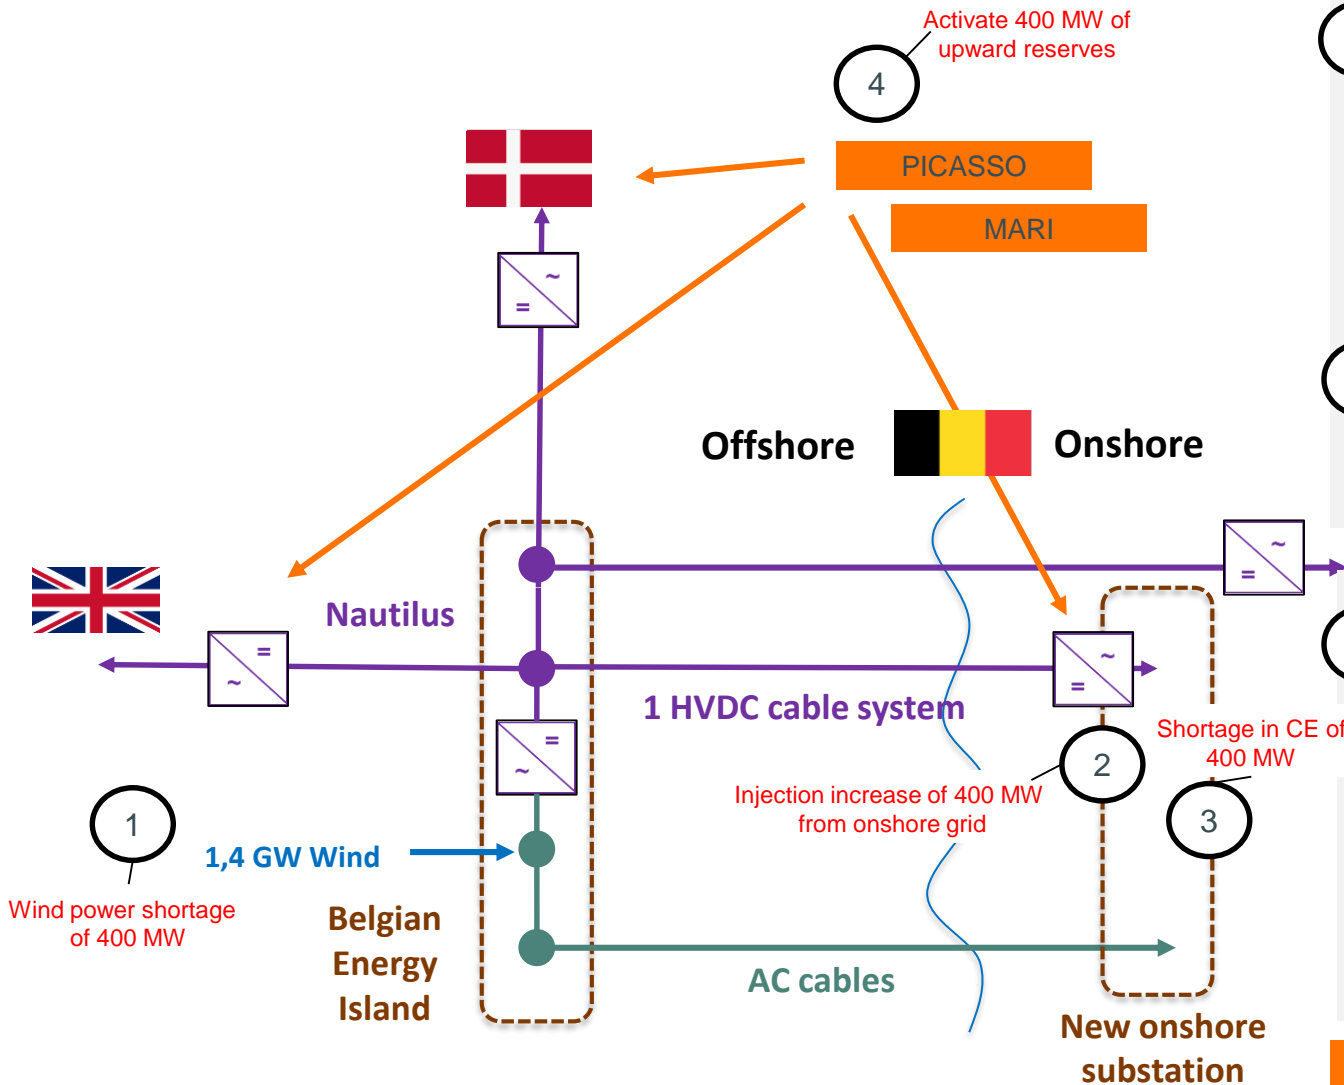 Activate 400 MW of
upward reserves
4
PICASSO
MARI
~
=
Offshore
Onshore
~
=
Nautilus
=
~
~
=
1 HVDC cable system
=
~
Shortage in CE of
400 MW
2
Injection increase of 400 MW
from onshore grid
3
1
1,4 GW Wind
Wind power shortage
of 400 MW
Belgian
Energy
Island
AC cables
New onshore
substation